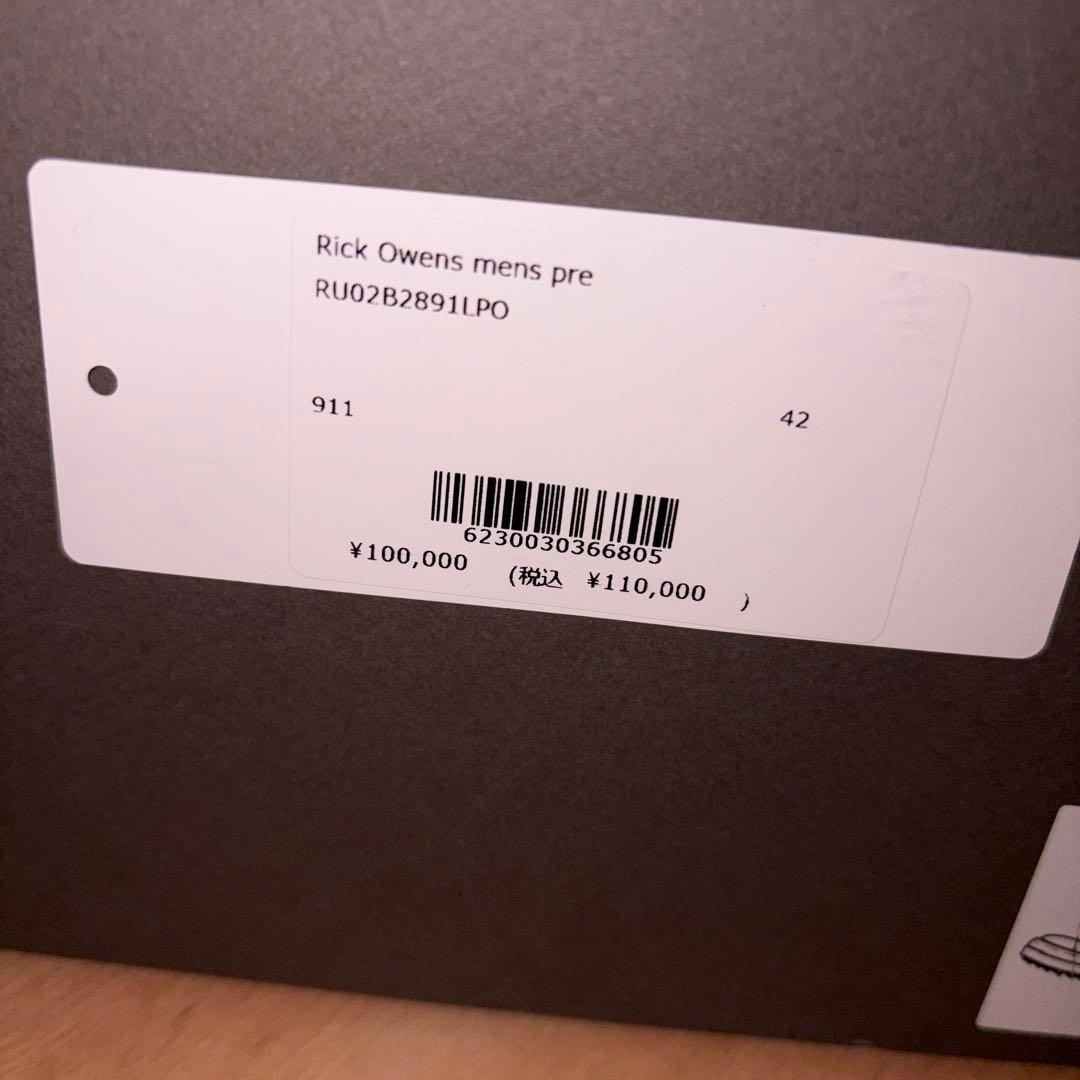 Rick Owens mens pre
RU02B2891LPO
911 42
6230030366805
¥100,000 (税込 ¥110,000 )